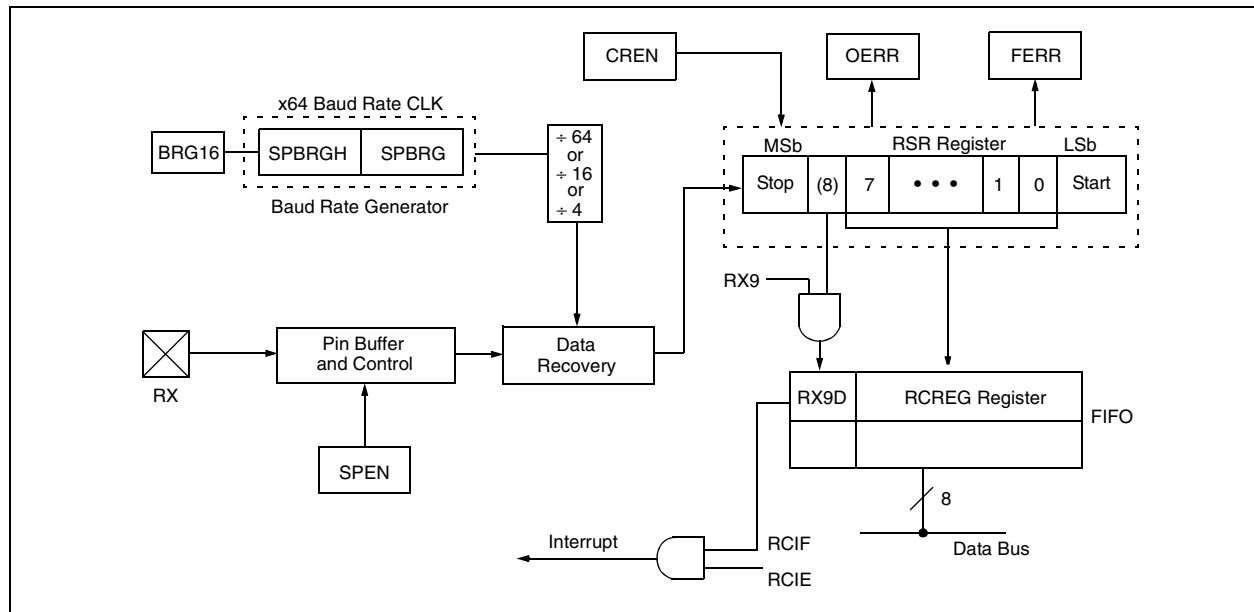 CREN
OERR
FERR
x64 Baud Rate CLK
BRG16
SPBRGH
SPBRG
Baud Rate Generator
÷ 64
or
÷ 16
or
÷ 4
MSb
RSR Register
LSb
Stop
(8)
7
• • •
1
0
Start
RX9
RX
Pin Buffer
and Control
Data
Recovery
SPEN
RX9D
RCREG Register
FIFO
8
Data Bus
Interrupt
RCIF
RCIE